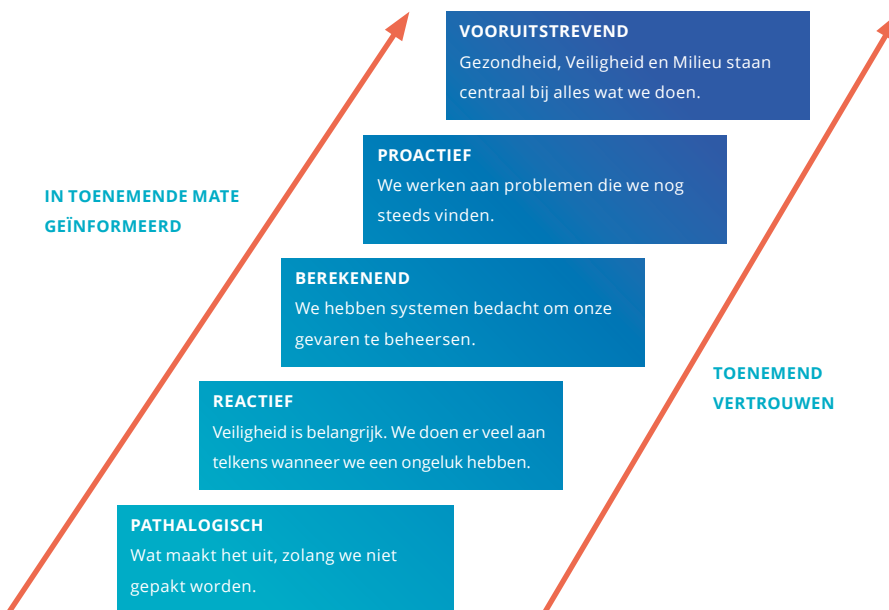 VOORUITSTREVEND
Gezondheid, Veiligheid en Milieu staan
centraal bij alles wat we doen.
PROACTIEF
We werken aan problemen die we nog
steeds vinden.
IN TOENEMENDE MATE
GEÏNFORMEERD
BEREKENEND
We hebben systemen bedacht om onze
gevaren te beheersen.
TOENEMEND
VERTROUWEN
REACTIEF
Veiligheid is belangrijk. We doen er veel aan
telkens wanneer we een ongeluk hebben.
PATHALOGISCH
Wat maakt het uit, zolang we niet
gepakt worden.